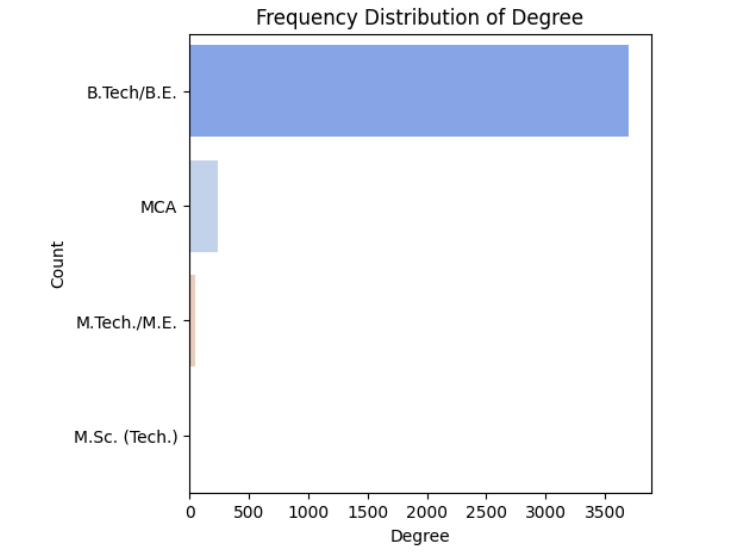 Frequency Distribution of Degree
B.Tech/B.E.
MCA
Count
M.Tech./M.E.
M.Sc. (Tech.)
0 500 1000 1500 2000 2500 3000 3500
Degree